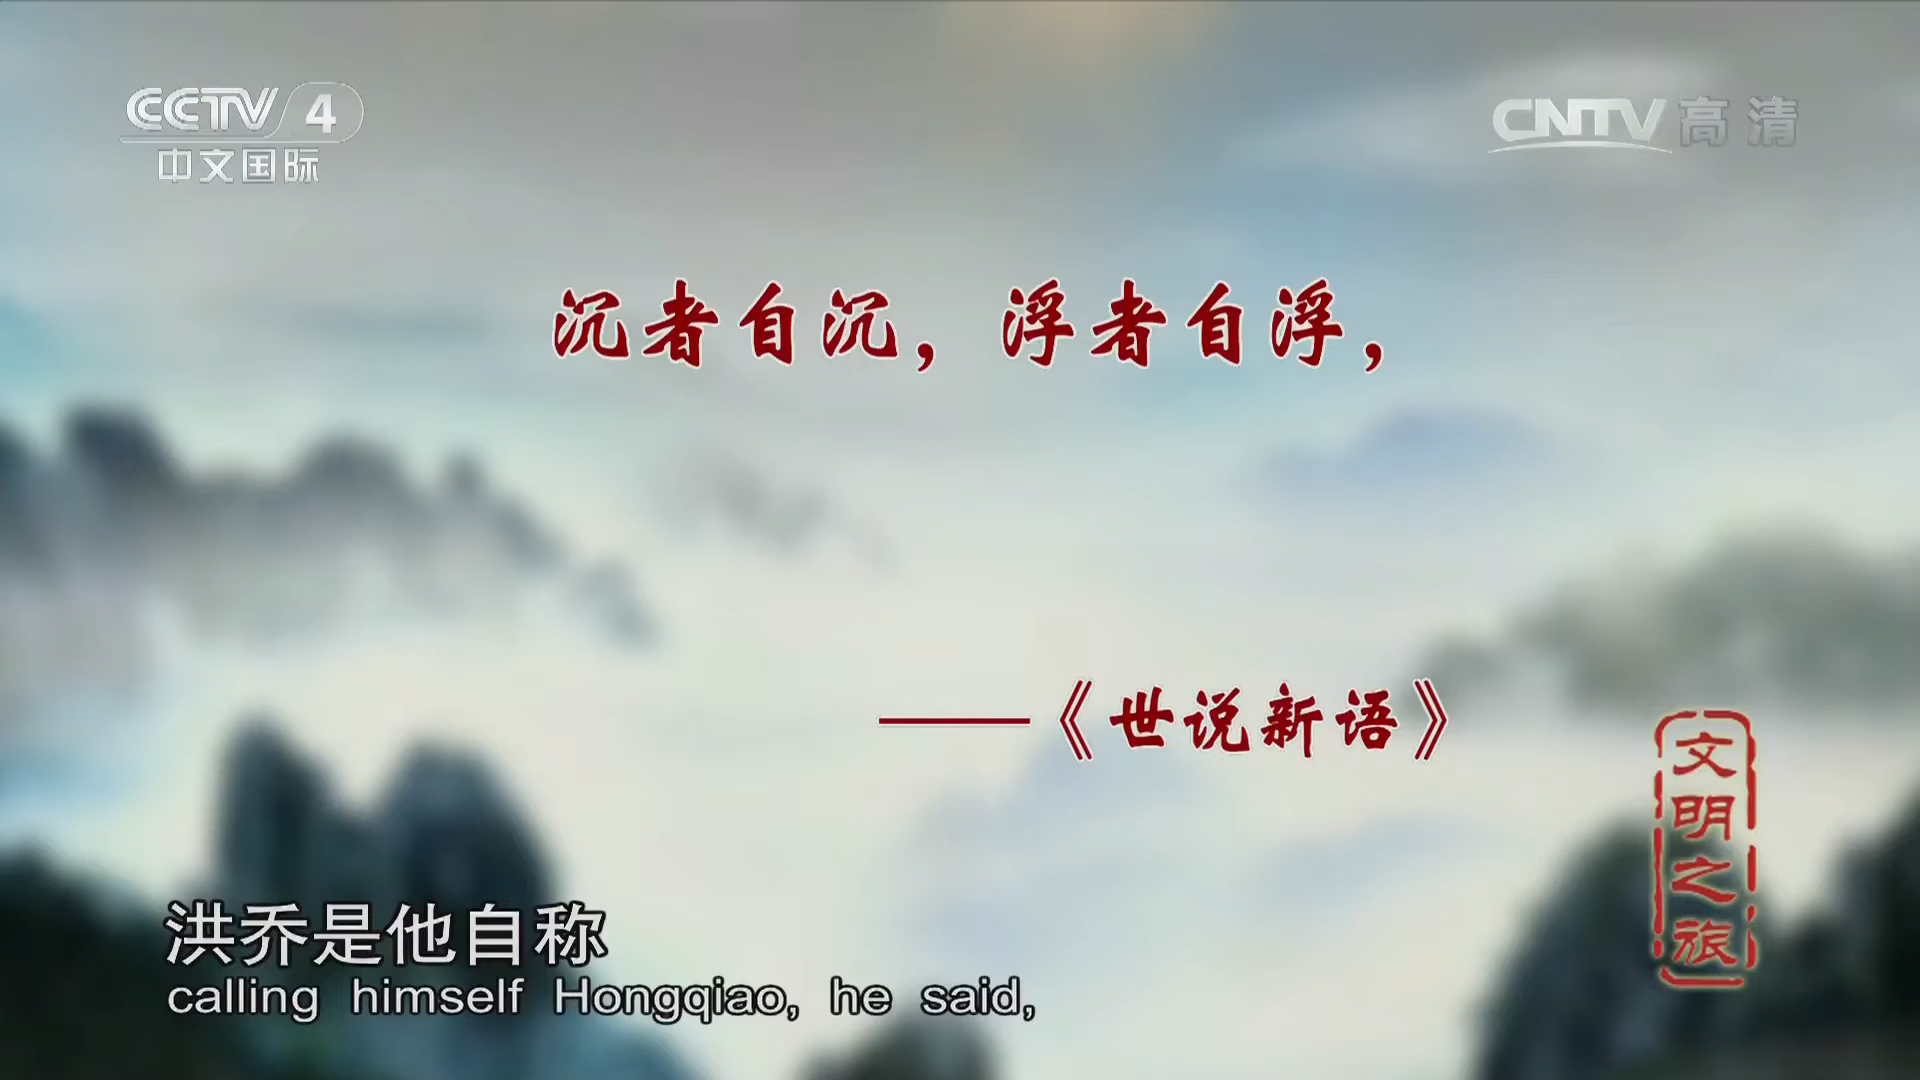 CCTV 4
中文国际
CNTV 高清
沉者自沉，浮者自浮，
——《世说新语》
文明之旅
洪乔是他自称
calling himself Hongqiao, he said,